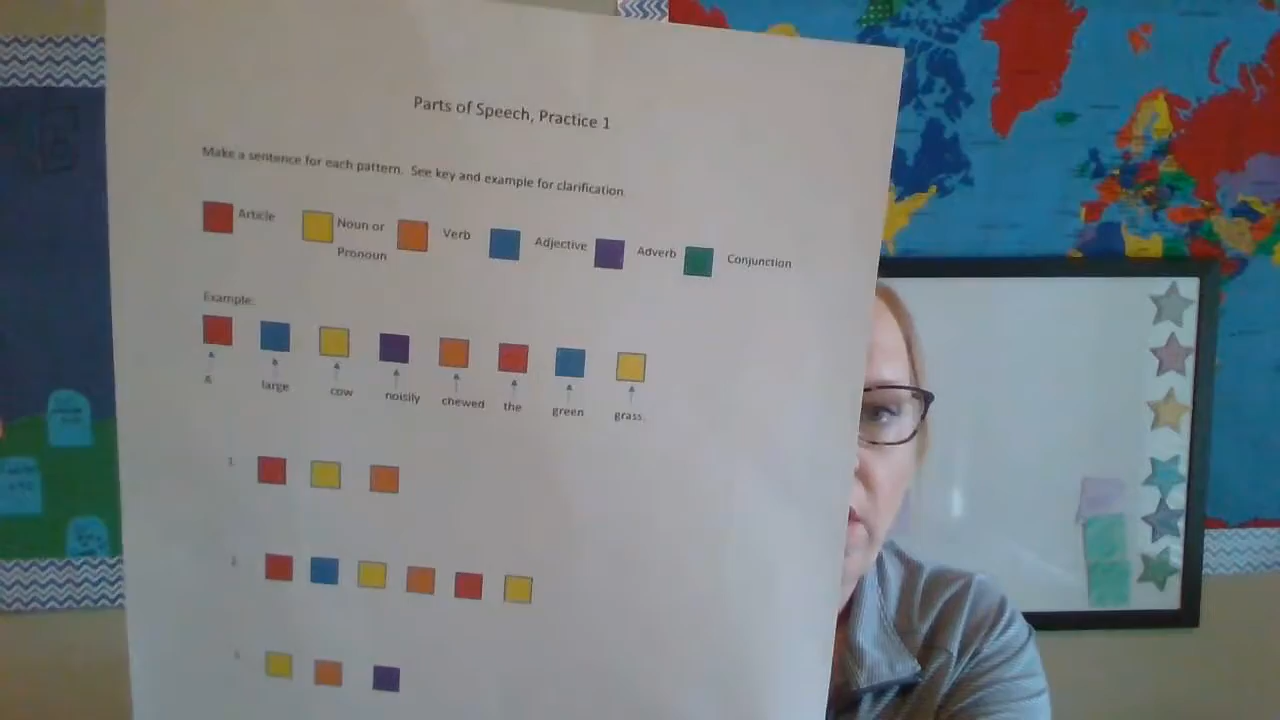 Parts of Speech, Practice 1
Make a sentence for each pattern. See key and example for clarification.
Article
Noun or
Pronoun
Verb
Adjective
Adverb
Conjunction
Example:
A large cow noisily chewed the green grass.
1.
2.
3.